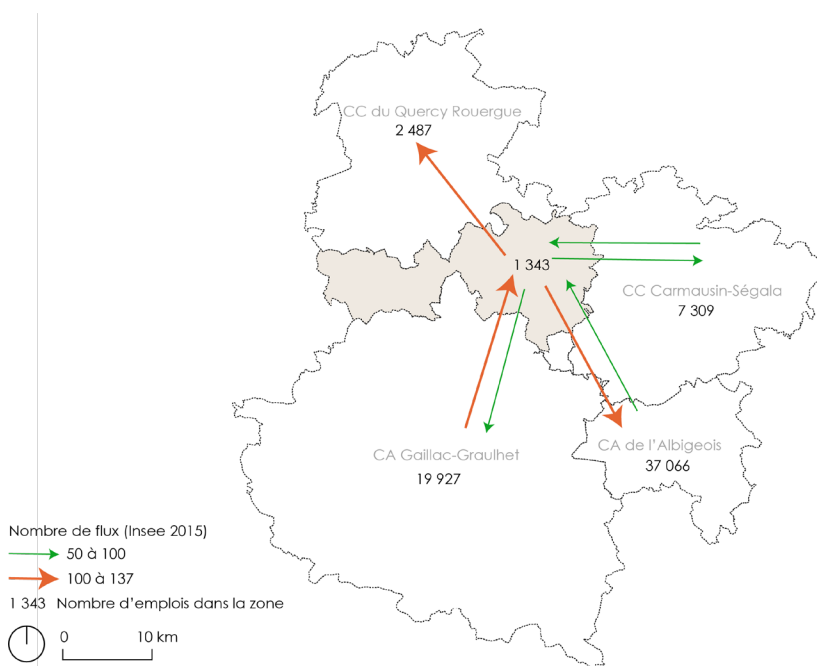 CC du Quercy Rouergue
2 487
1 343
CC Carmausin-Ségala
7 309
CA Gaillac-Graulhet
19 927
CA de l'Albigeois
37 066
Nombre de flux (Insee 2015)
50 à 100
100 à 137
1 343 Nombre d'emplois dans la zone
0 10 km